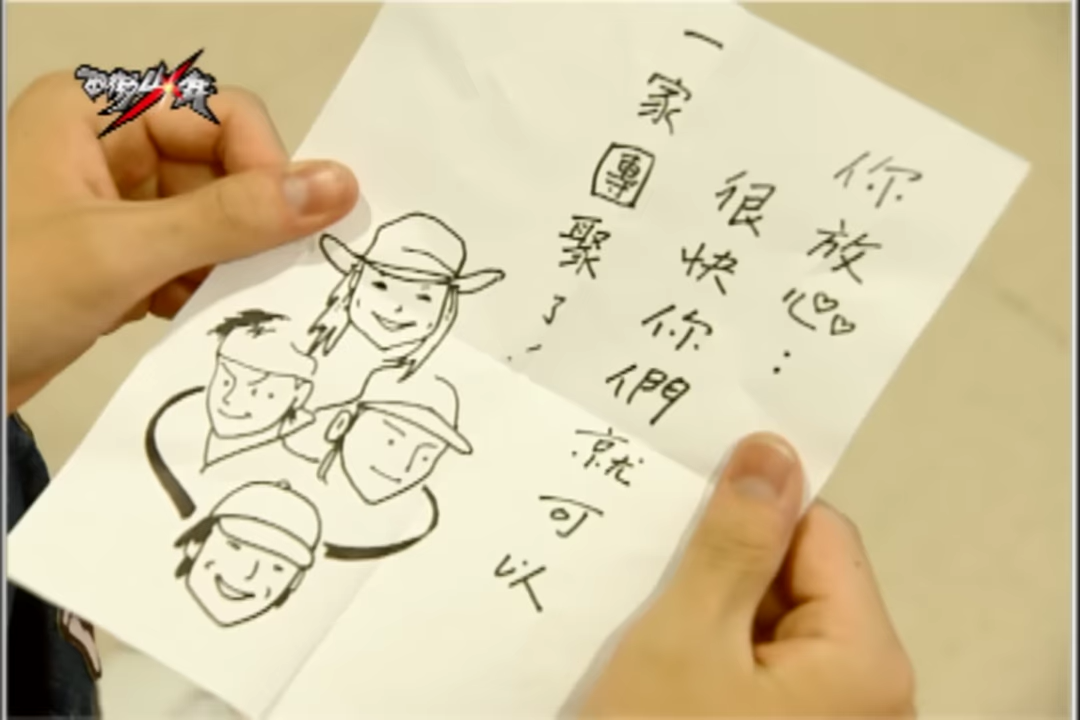 你放心：
很快你們就可以
一家團聚了！